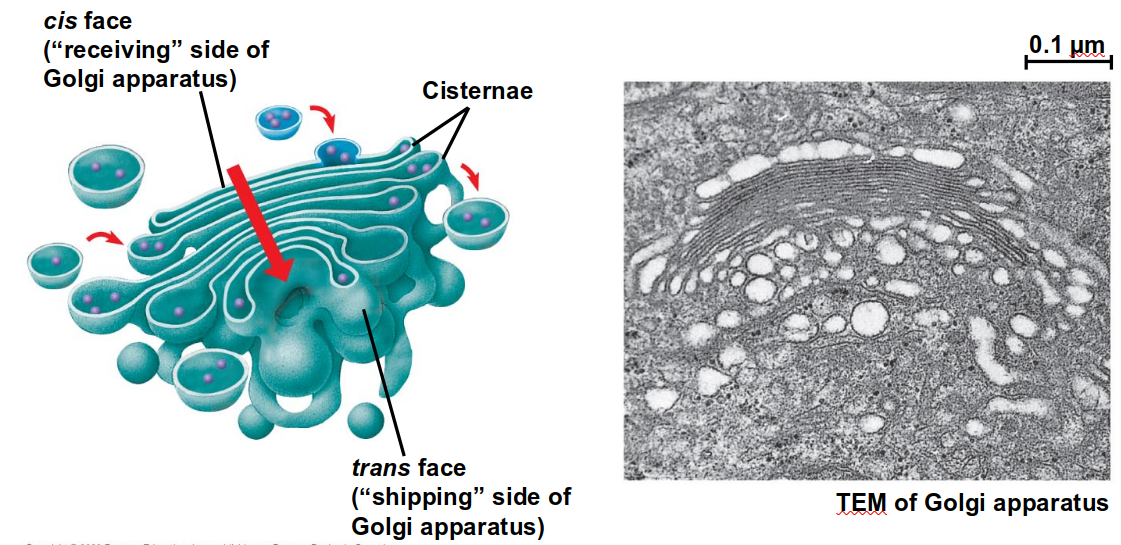 cis face
(“receiving” side of
Golgi apparatus)
Cisternae
0.1 µm
trans face
(“shipping” side of
Golgi apparatus)
TEM of Golgi apparatus